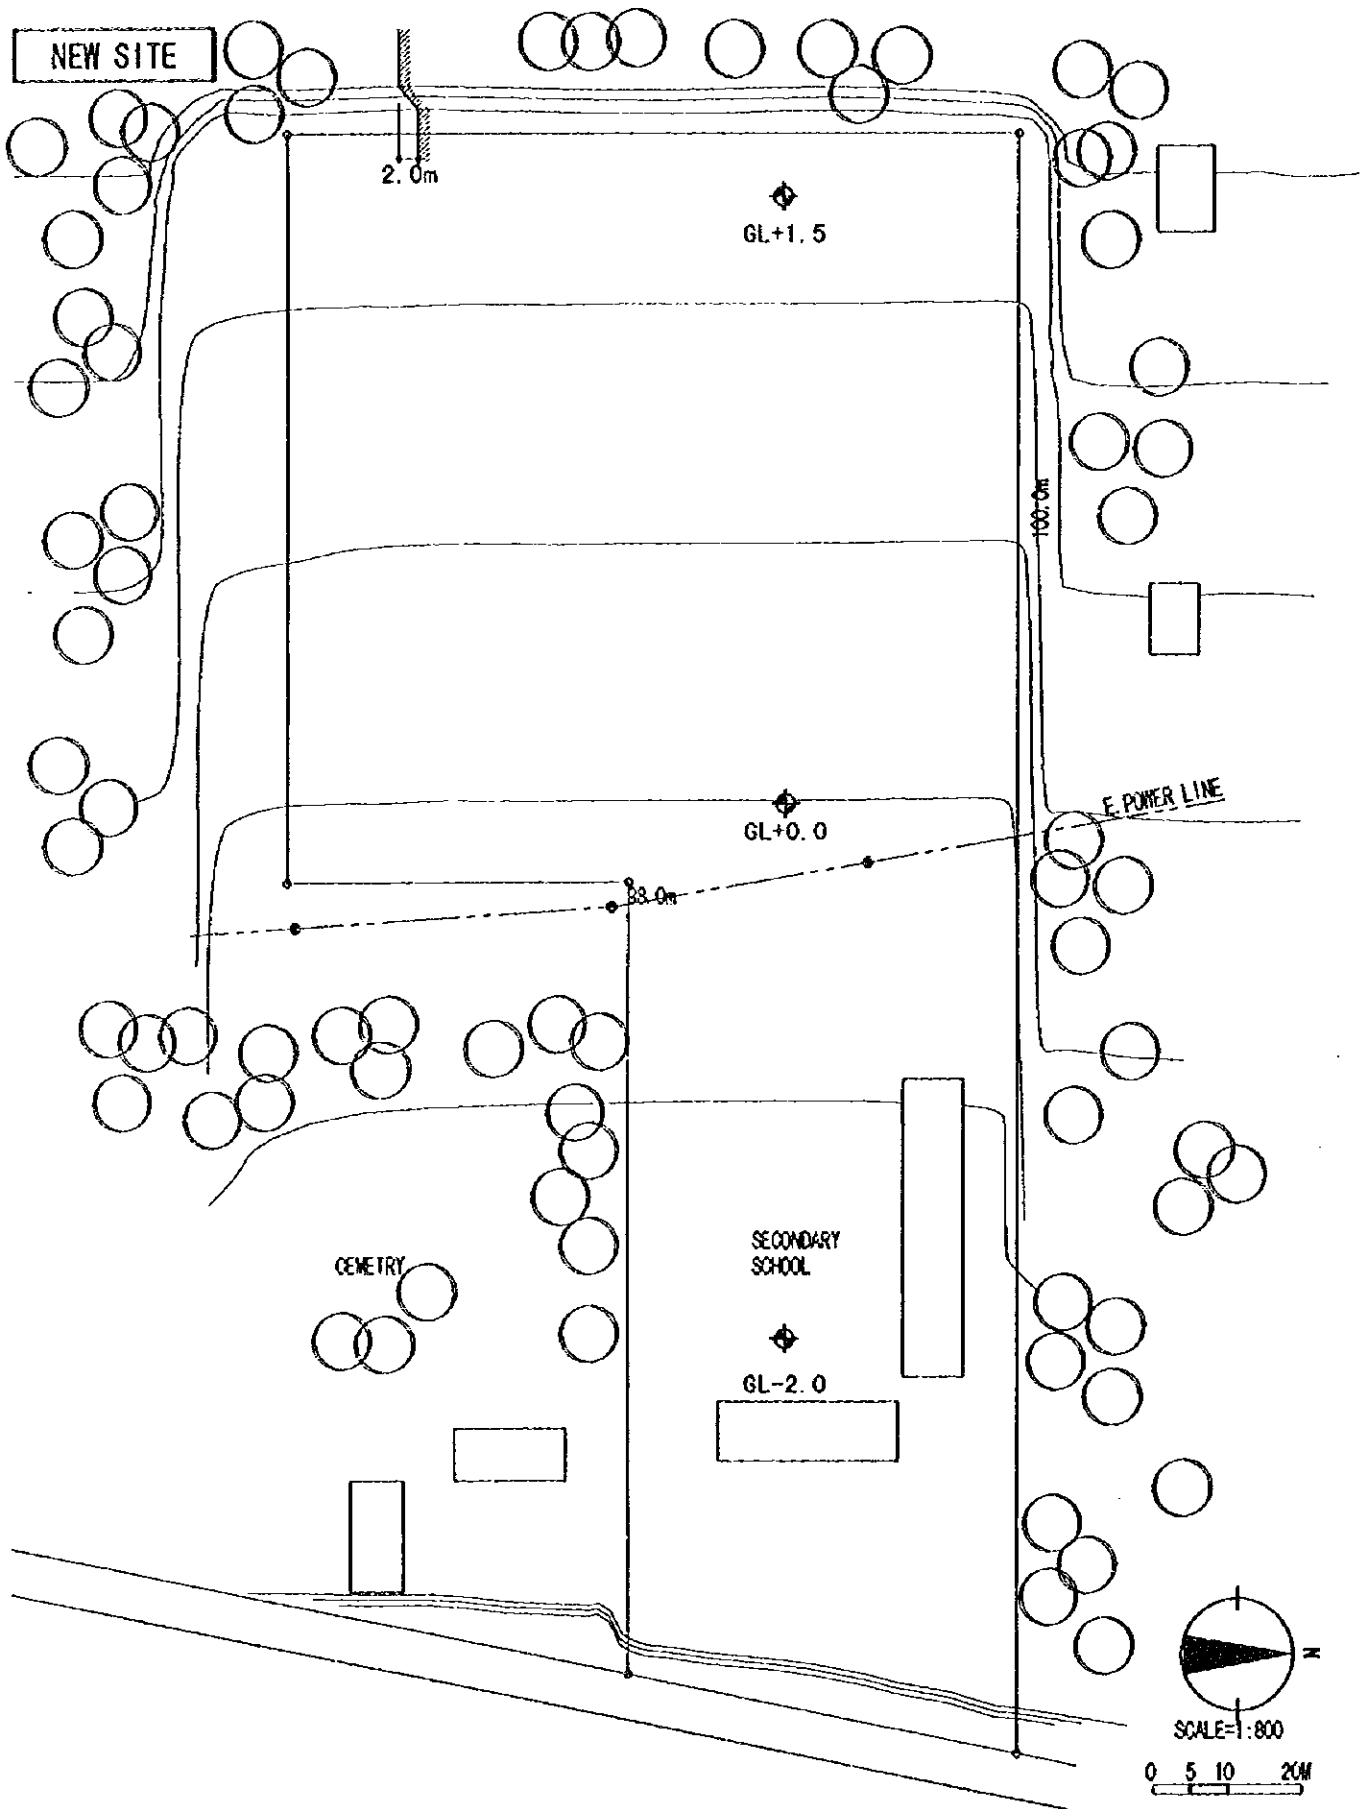 NEW SITE
2.0m
GL+1.5
100.0m
E.POWER LINE
GL+0.0
98.0m
SECONDARY
SCHOOL
CEMETRY
GL-2.0
N
SCALE=1:800
0 5 10 20M